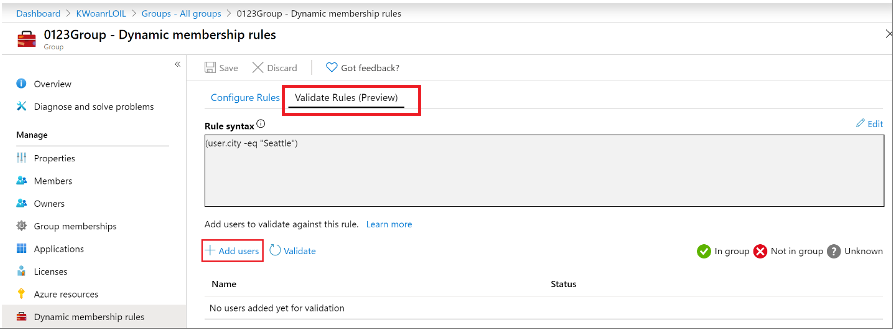 Dashboard > KWoanrLOIL > Groups - All groups > 0123Group - Dynamic membership rules
0123Group - Dynamic membership rules
Group
Save Discard Got feedback?
Overview
Diagnose and solve problems
Manage
Properties
Members
Owners
Group memberships
Applications
Licenses
Azure resources
Dynamic membership rules
Configure Rules Validate Rules (Preview)
Rule syntax
Edit
(user.city -eq "Seattle")
Add users to validate against this rule. Learn more
+ Add users Validate
In group Not in group ? Unknown
Name Status
No users added yet for validation